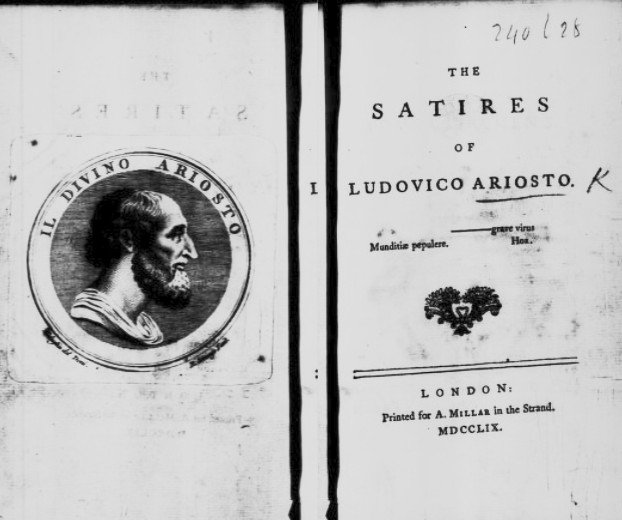 IL DIVINO ARIOSTO
240 l 28
THE
SATIRES
OF
LUDOVICO ARIOSTO. K
grave virus
Munditiæ pepulere. Hor.
LONDON:
Printed for A. MILLAR in the Strand.
MDCCLIX.